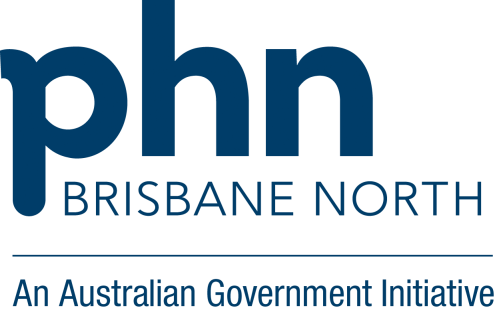 phn
BRISBANE NORTH
An Australian Government Initiative